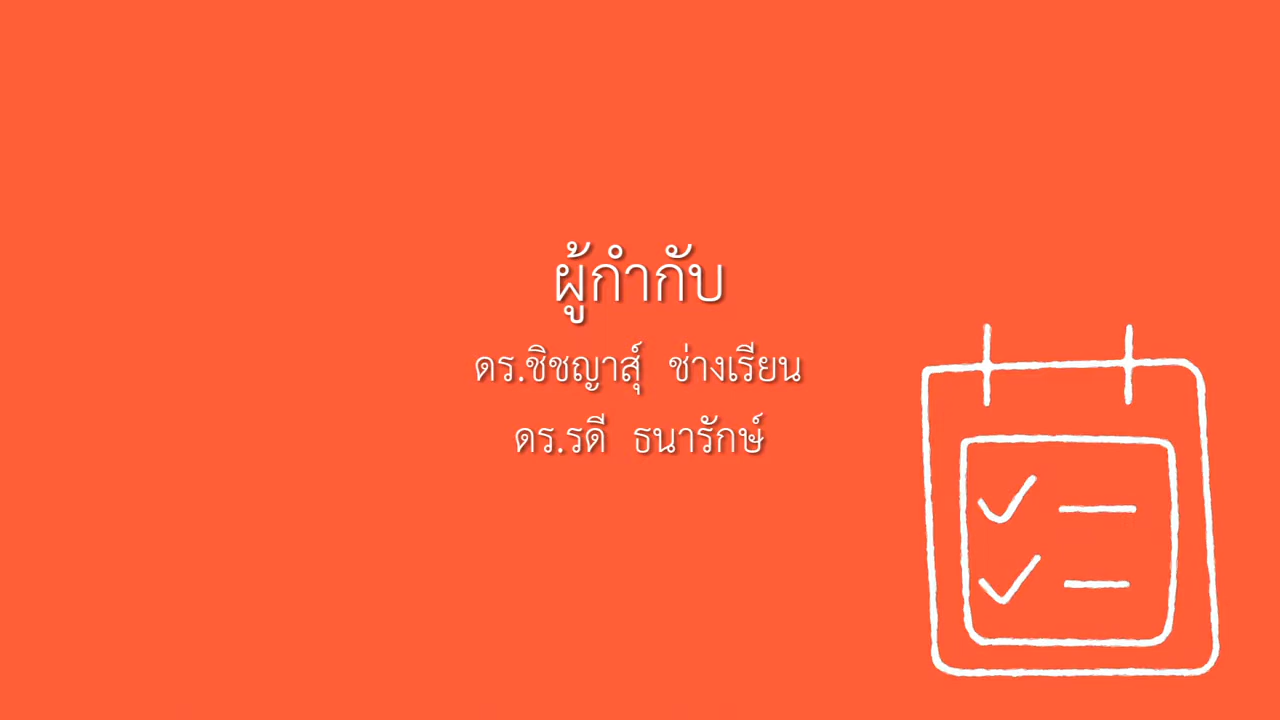 ผู้กำกับ
ดร.ชิชญาสุ์ ช่างเรียน
ดร.รดี ธนารักษ์